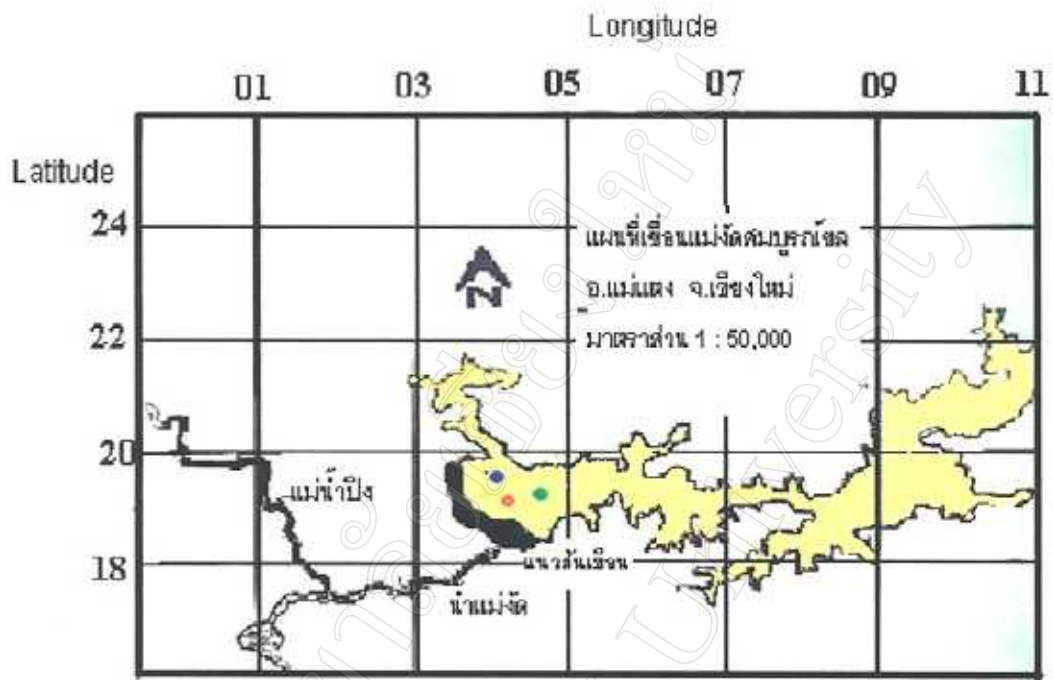 Longitude
01 03 05 07 09 11
Latitude
24
แผนที่เขื่อนแม่งัดสมบูรณ์ชล
อ.แม่แตง จ.เชียงใหม่
22
มาตราส่วน 1 : 50,000
N
20
แม่น้ำปิง
18
แนวสันเขื่อน
น้ำแม่งัด
University
University